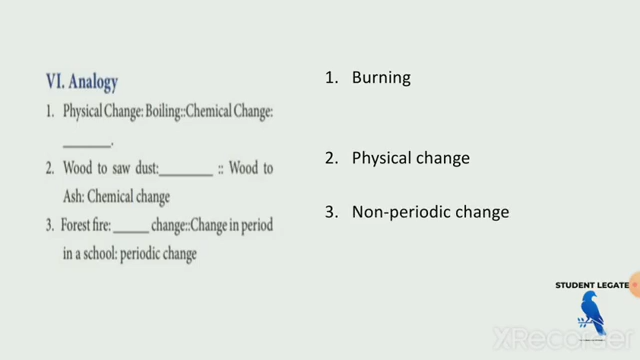 VI. Analogy
1. Physical Change: Boiling::Chemical Change:
________.
2. Wood to saw dust:________ :: Wood to
Ash: Chemical change
3. Forest fire: ______ change::Change in period
in a school: periodic change
1. Burning
2. Physical change
3. Non-periodic change
STUDENT LEGATE
XRecorder